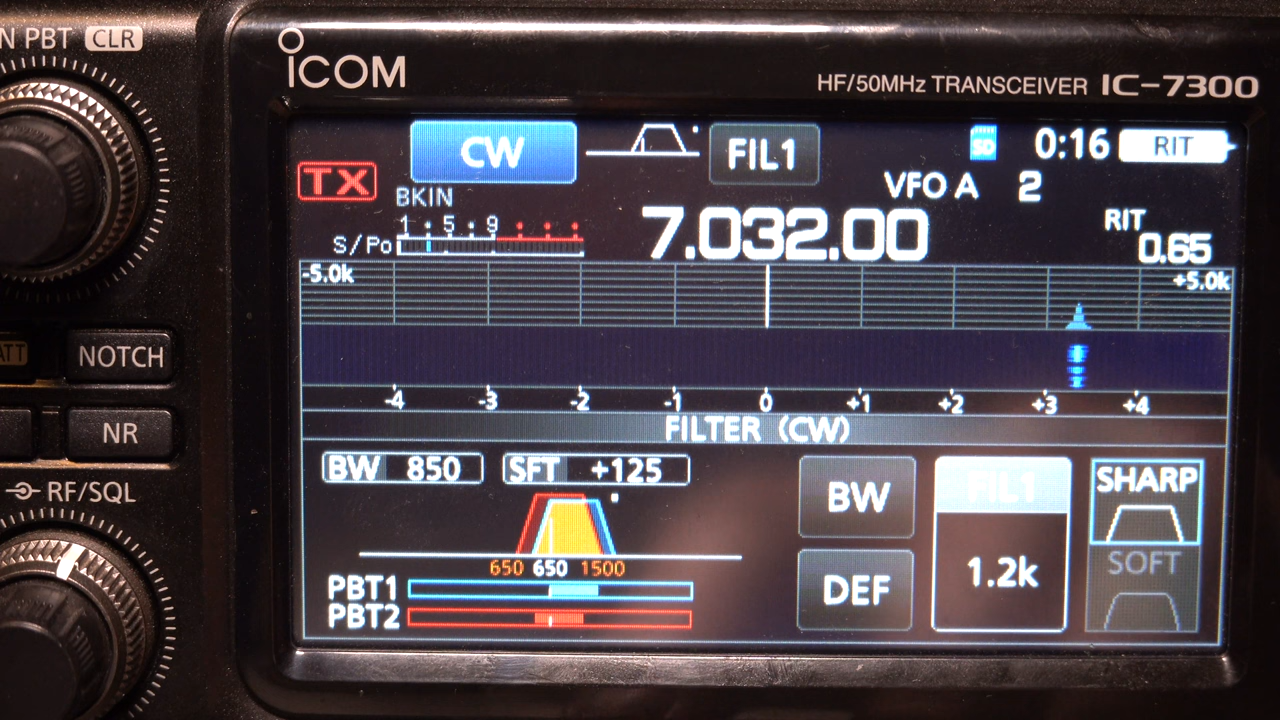 N PBT CLR
ICOM
HF/50MHz TRANSCEIVER IC-7300
TX
CW
FIL1
SD
0:16
RIT
BKIN
VFO A 2
1 5 9
S/Po
7.032.00
RIT
0.65
-5.0k
+5.0k
ATT
NOTCH
-4 -3 -2 -1 0 +1 +2 +3 +4
FILTER (CW)
NR
BW 850
SFT +125
RF/SQL
650 650 1500
PBT1
PBT2
BW
DEF
FIL1
1.2k
SHARP
SOFT